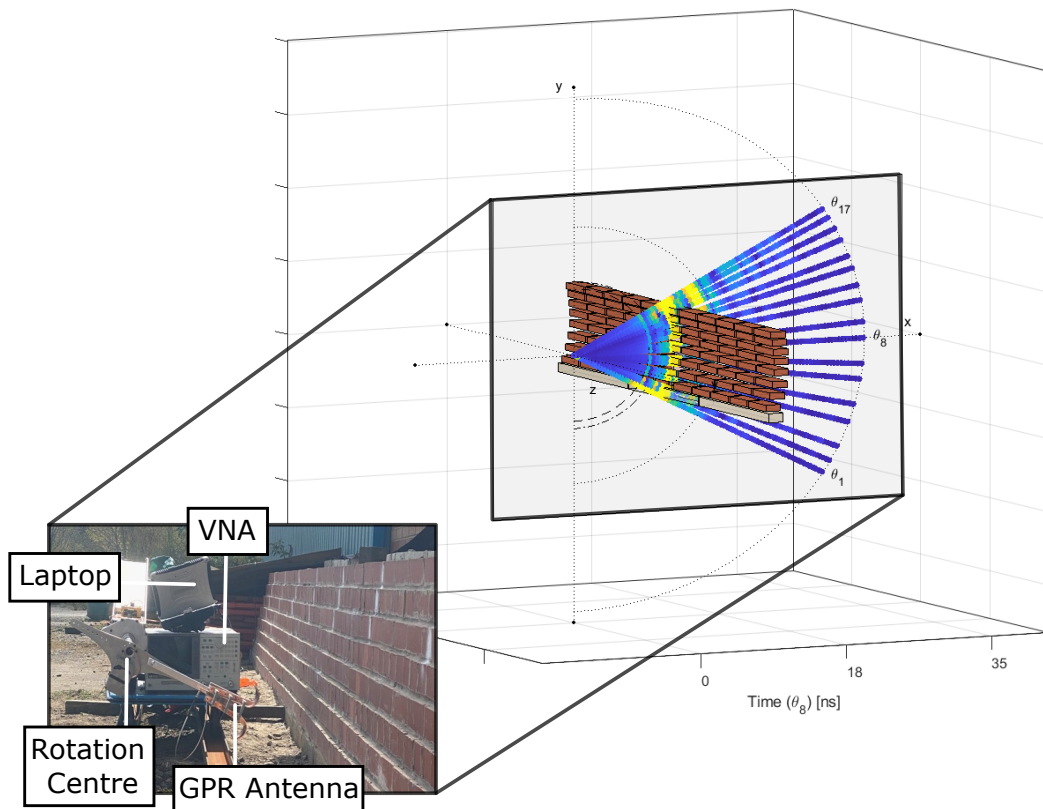 y
θ17
x
θ8
z
θ1
VNA
Laptop
0
18
35
Time (θ8) [ns]
Rotation
Centre
GPR Antenna